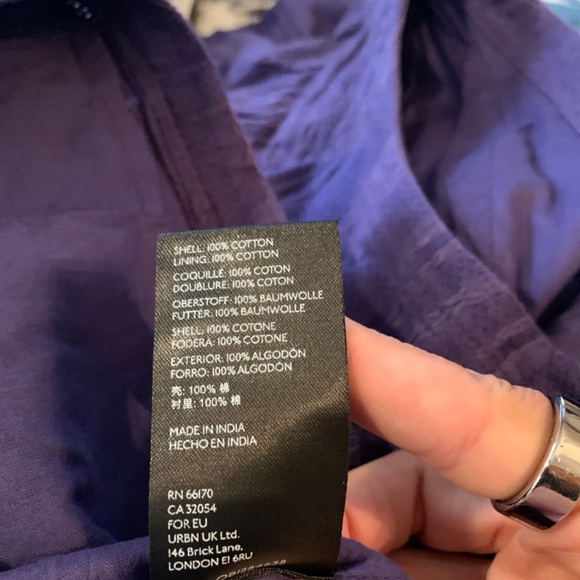 SHELL: 100% COTTON
LINING: 100% COTTON
COQUILLE: 100% COTON
DOUBLURE: 100% COTON
OBERSTOFF: 100% BAUMWOLLE
FUTTER: 100% BAUMWOLLE
SHELL: 100% COTONE
FODERA: 100% COTONE
EXTERIOR: 100% ALGODÓN
FORRO: 100% ALGODÓN
壳: 100% 棉
衬里: 100% 棉
MADE IN INDIA
HECHO EN INDIA
RN 66170
CA 32054
FOR EU
URBN UK Ltd.
146 Brick Lane,
LONDON E1 6RU